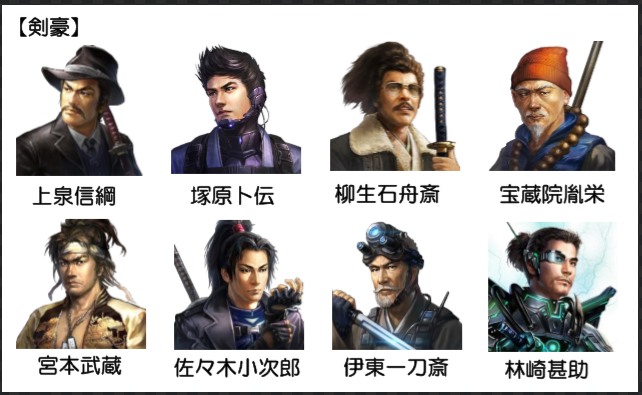 【剣豪】
上泉信綱
塚原卜伝
柳生石舟斎
宝蔵院胤栄
宮本武蔵
佐々木小次郎
伊東一刀斎
林崎甚助